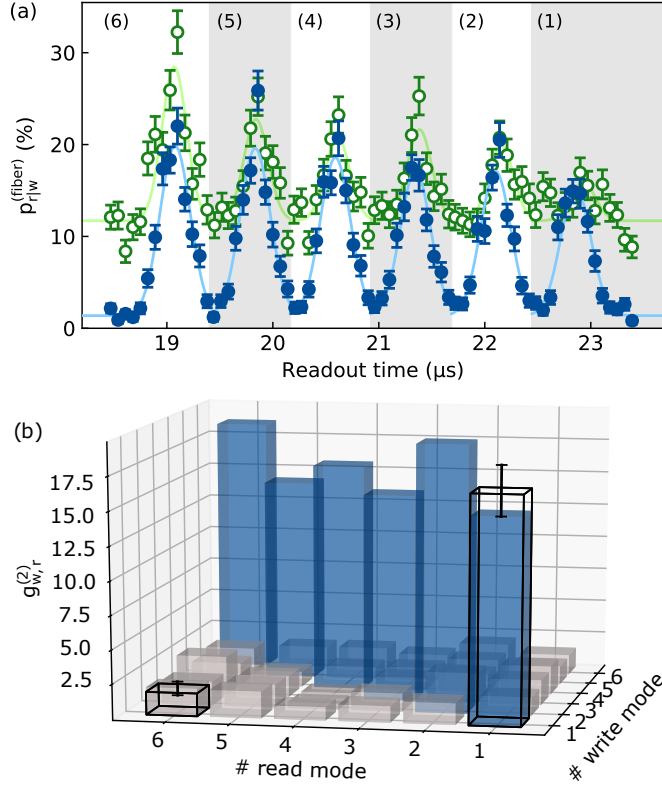 (a)
(6) (5) (4) (3) (2) (1)
p_{r|w}^{(fiber)} (%)
30
20
10
0
19 20 21 22 23
Readout time (μs)
(b)
g_{w,r}^{(2)}
17.5
15.0
12.5
10.0
7.5
5.0
2.5
6 5 4 3 2 1
# read mode
1 2 3 4 5 6
# write mode